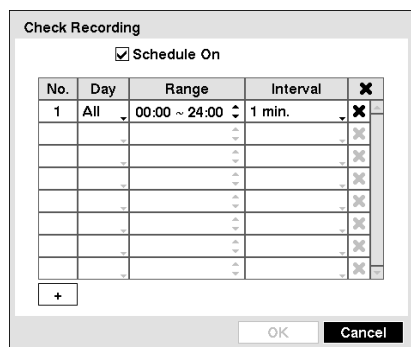 Check Recording
Schedule On
No. Day Range Interval
1 All 00:00 ~ 24:00 1 min.
+
OK Cancel